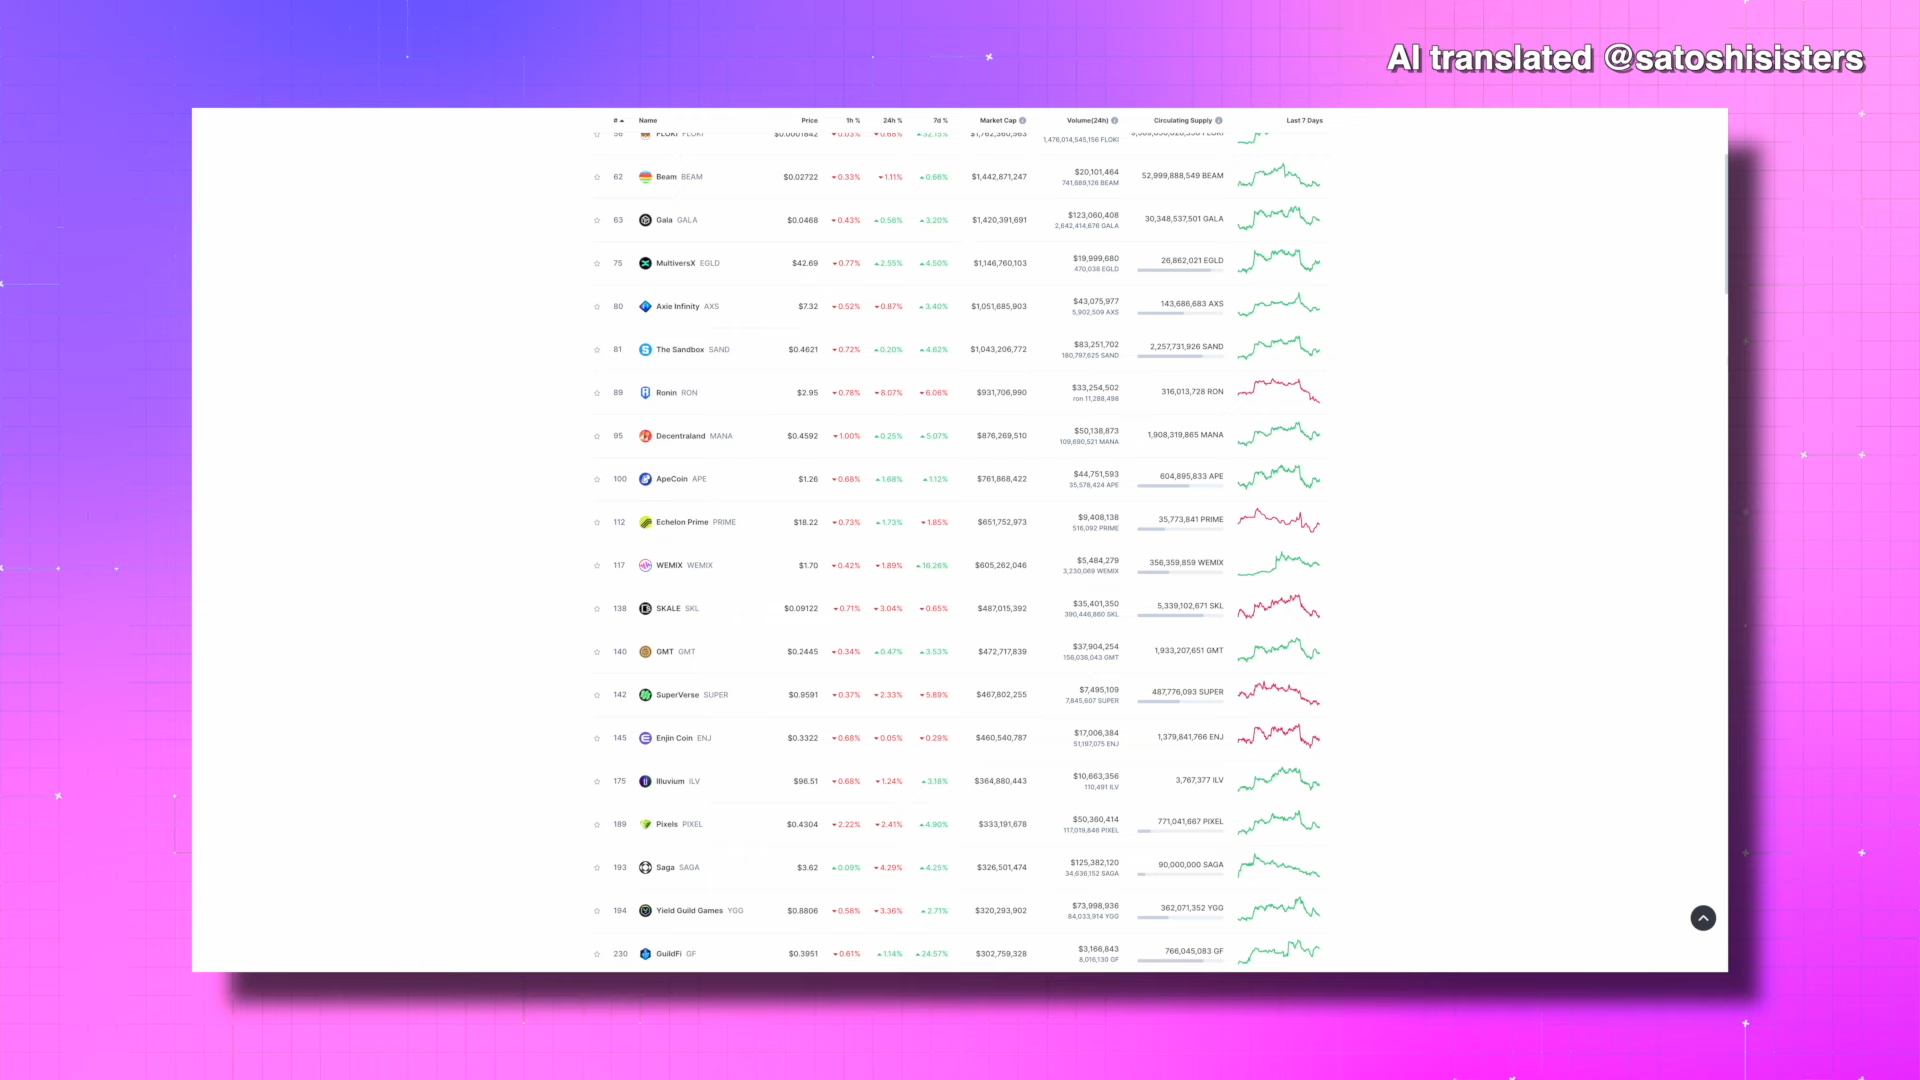 AI translated @satoshisisters
# Name Price 1h % 24h % 7d % Market Cap Volume(24h) Circulating Supply Last 7 Days
FLOKI FLOKI $0.0001842 0.03% 0.68% 32.15%
1,476,014,545,156 FLOKI
62 Beam BEAM $0.02722 0.33% 1.11% 0.66% $1,442,871,247 $20,101,464 52,999,888,549 BEAM
741,689,126 BEAM
63 Gala GALA $0.0468 0.43% 0.56% 3.20% $1,420,391,691 $123,060,408 30,348,537,501 GALA
2,642,414,676 GALA
75 MultiversX EGLD $42.69 0.77% 2.55% 4.50% $1,146,760,103 $19,999,680 26,862,021 EGLD
470,038 EGLD
80 Axie Infinity AXS $7.32 0.52% 0.87% 3.40% $1,051,685,903 $43,075,977 143,686,683 AXS
5,902,509 AXS
81 The Sandbox SAND $0.4621 0.72% 0.20% 4.62% $1,043,206,772 $83,251,702 2,257,731,926 SAND
180,797,625 SAND
89 Ronin RON $2.95 0.78% 8.07% 6.06% $931,706,990 $33,254,502 316,013,728 RON
ron 11,288,498
95 Decentraland MANA $0.4592 1.00% 0.25% 5.07% $876,269,510 $50,138,873 1,908,319,865 MANA
109,690,521 MANA
100 ApeCoin APE $1.26 0.68% 1.68% 1.12% $761,868,422 $44,751,593 604,895,833 APE
35,578,424 APE
112 Echelon Prime PRIME $18.22 0.73% 1.73% 1.85% $651,752,973 $9,408,138 35,773,841 PRIME
516,092 PRIME
117 WEMIX WEMIX $1.70 0.42% 1.89% 16.26% $605,262,046 $5,484,279 356,359,859 WEMIX
3,230,069 WEMIX
138 SKALE SKL $0.09122 0.71% 3.04% 0.65% $487,015,392 $35,401,350 5,339,102,671 SKL
390,446,860 SKL
140 GMT GMT $0.2445 0.34% 0.47% 3.53% $472,717,839 $37,904,254 1,933,207,651 GMT
156,036,043 GMT
142 SuperVerse SUPER $0.9591 0.37% 2.33% 5.89% $467,802,255 $7,495,109 487,776,093 SUPER
7,845,607 SUPER
145 Enjin Coin ENJ $0.3322 0.68% 0.05% 0.29% $460,540,787 $17,006,384 1,379,841,766 ENJ
51,197,075 ENJ
175 Illuvium ILV $96.51 0.68% 1.24% 3.18% $364,880,443 $10,663,356 3,767,377 ILV
110,491 ILV
189 Pixels PIXEL $0.4304 2.22% 2.41% 4.90% $333,191,678 $50,360,414 771,041,667 PIXEL
117,019,846 PIXEL
193 Saga SAGA $3.62 0.09% 4.29% 4.25% $326,501,474 $125,382,120 90,000,000 SAGA
34,636,152 SAGA
194 Yield Guild Games YGG $0.8806 0.58% 3.36% 2.71% $320,293,902 $73,998,936 362,071,352 YGG
84,033,914 YGG
230 GuildFi GF $0.3951 0.61% 1.14% 24.57% $302,759,328 $3,166,843 766,045,083 GF
8,016,130 GF